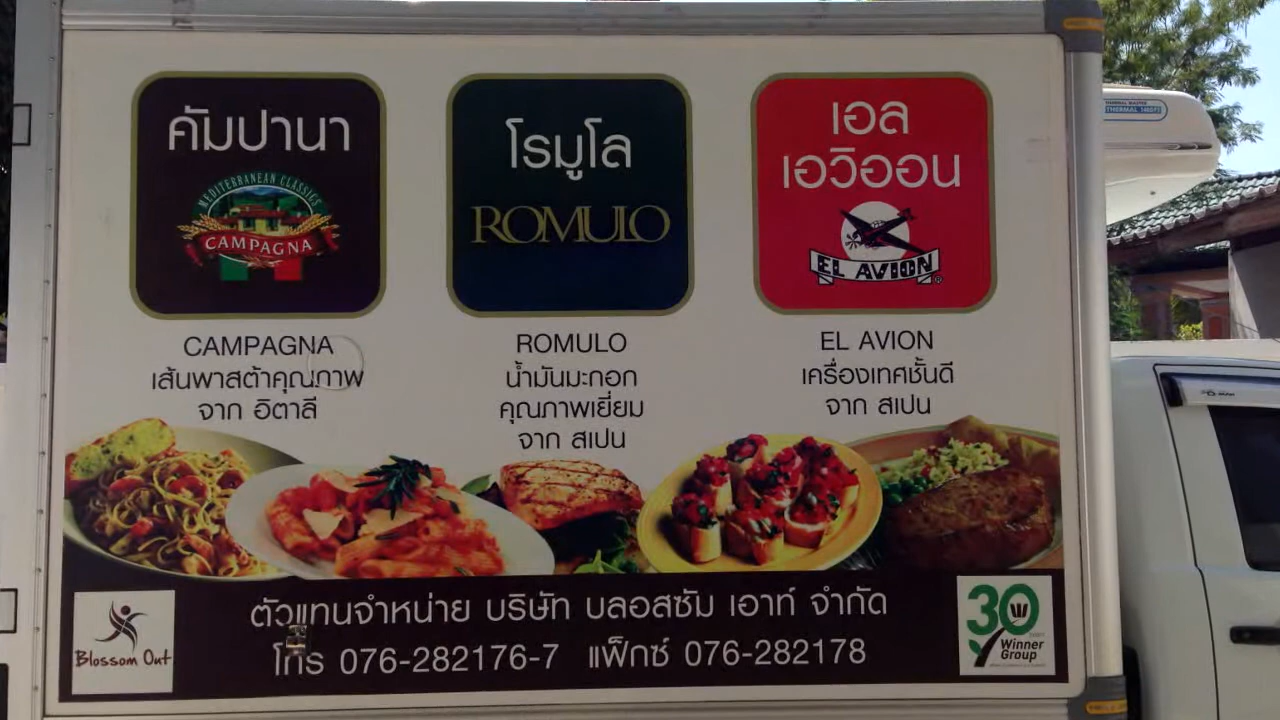 คัมปานา
MEDITERRANEAN CLASSICS
CAMPAGNA
โรมูโล
ROMULO
เอล
เอวิออน
EL AVION
CAMPAGNA
เส้นพาสต้าคุณภาพ
จาก อิตาลี
ROMULO
น้ำมันมะกอก
คุณภาพเยี่ยม
จาก สเปน
EL AVION
เครื่องเทศชั้นดี
จาก สเปน
Blossom Out
ตัวแทนจำหน่าย บริษัท บลอสซัม เอาท์ จำกัด
โทร 076-282176-7 แฟ็กซ์ 076-282178
30
Winner
Group
THERMAL MASTER